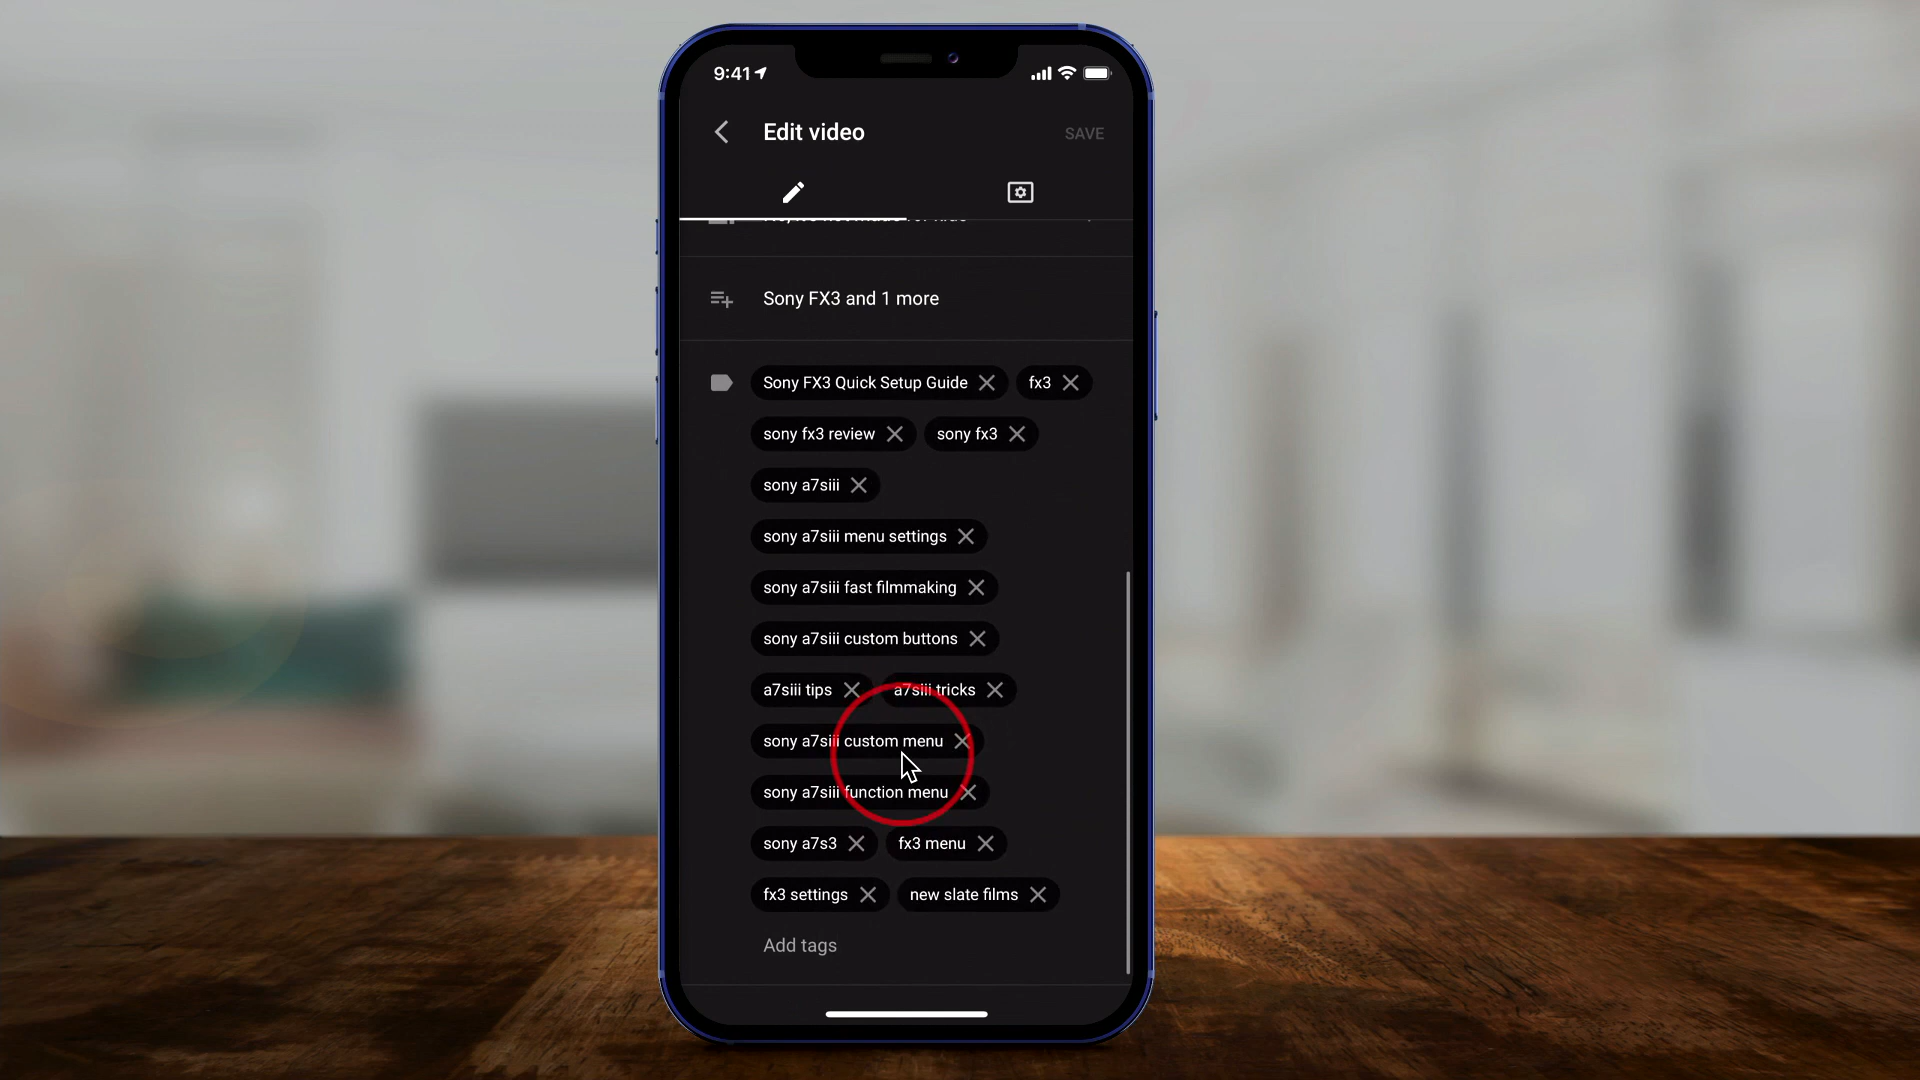 9:41
Edit video
SAVE
Sony FX3 and 1 more
Sony FX3 Quick Setup Guide fx3
sony fx3 review sony fx3
sony a7siii
sony a7siii menu settings
sony a7siii fast filmmaking
sony a7siii custom buttons
a7siii tips a7siii tricks
sony a7siii custom menu
sony a7siii function menu
sony a7s3 fx3 menu
fx3 settings new slate films
Add tags